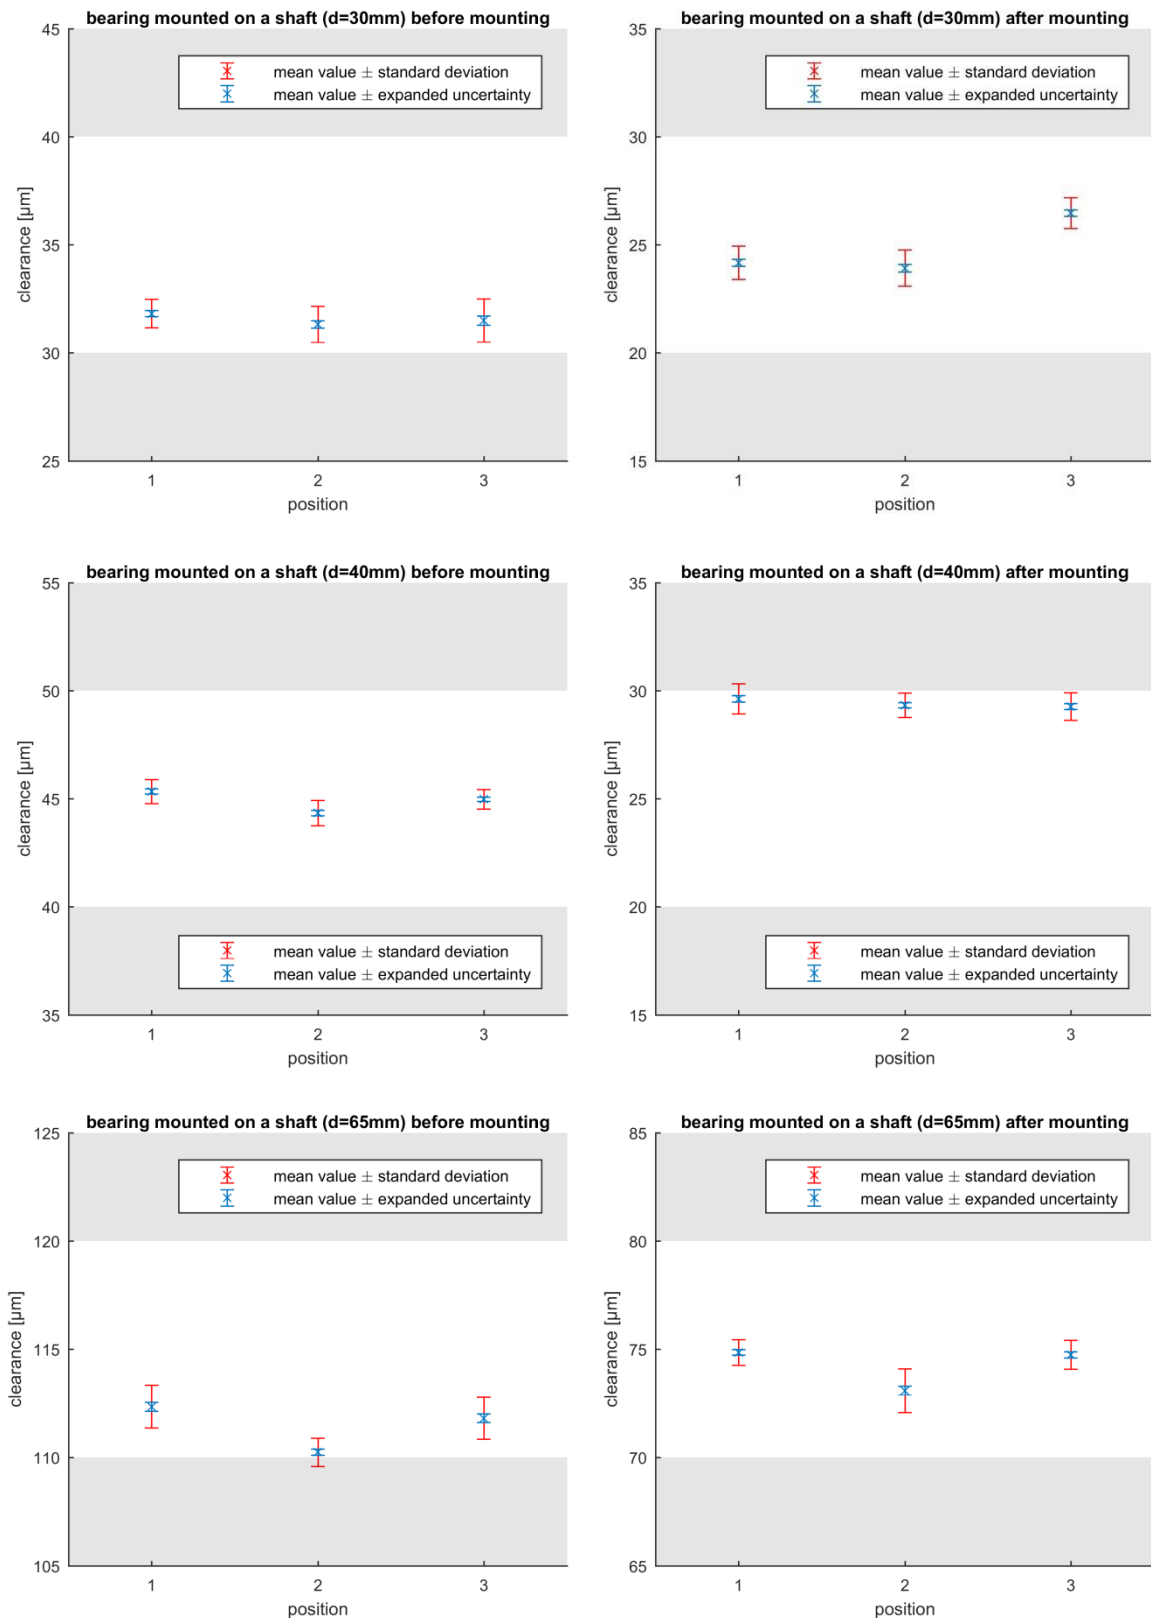 bearing mounted on a shaft (d=30mm) before mounting
45
40
35
30
25
clearance [µm]
mean value ± standard deviation
mean value ± expanded uncertainty
1 2 3
position
bearing mounted on a shaft (d=30mm) after mounting
35
30
25
20
15
clearance [µm]
mean value ± standard deviation
mean value ± expanded uncertainty
1 2 3
position
bearing mounted on a shaft (d=40mm) before mounting
55
50
45
40
35
clearance [µm]
mean value ± standard deviation
mean value ± expanded uncertainty
1 2 3
position
bearing mounted on a shaft (d=40mm) after mounting
35
30
25
20
15
clearance [µm]
mean value ± standard deviation
mean value ± expanded uncertainty
1 2 3
position
bearing mounted on a shaft (d=65mm) before mounting
125
120
115
110
105
clearance [µm]
mean value ± standard deviation
mean value ± expanded uncertainty
1 2 3
position
bearing mounted on a shaft (d=65mm) after mounting
85
80
75
70
65
clearance [µm]
mean value ± standard deviation
mean value ± expanded uncertainty
1 2 3
position